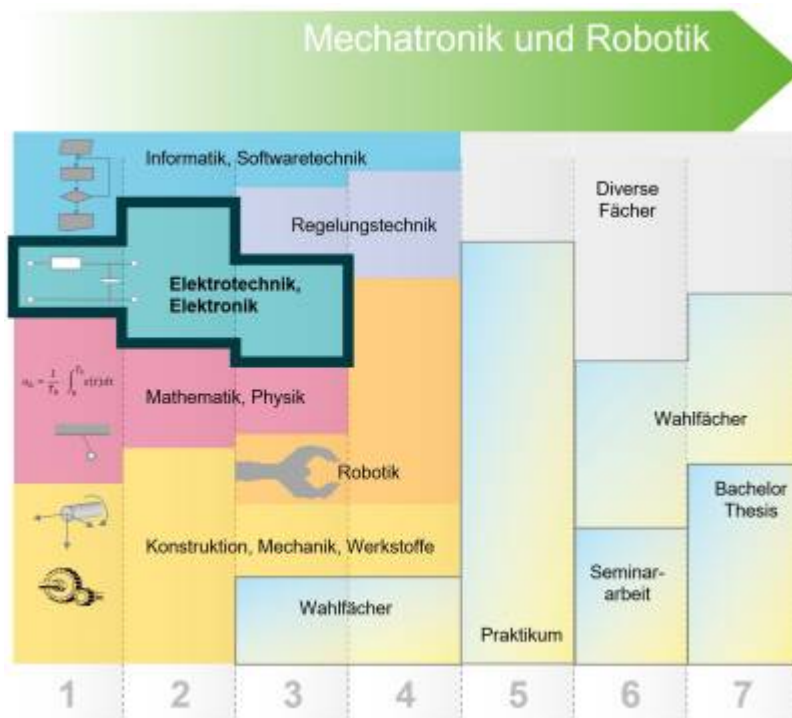 Mechatronik und Robotik
Informatik, Softwaretechnik
Diverse
Fächer
Regelungstechnik
Elektrotechnik,
Elektronik
Mathematik, Physik
Wahlfächer
Robotik
Bachelor
Thesis
Konstruktion, Mechanik, Werkstoffe
Seminar-
arbeit
Wahlfächer
Praktikum
1 2 3 4 5 6 7